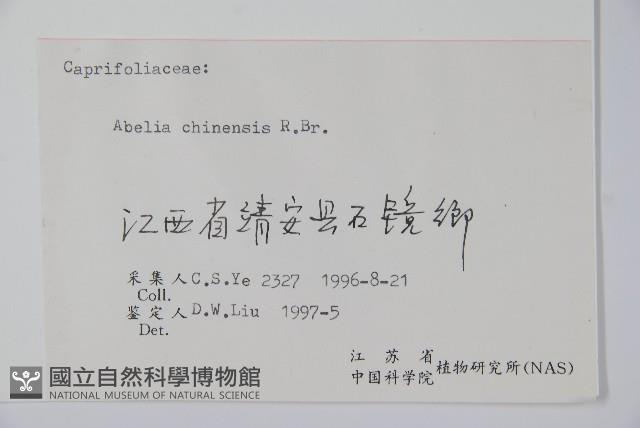 Caprifoliaceae:
Abelia chinensis R.Br.
江西省靖安县石镜鄉
采集人 C.S.Ye 2327 1996-8-21
Coll.
鉴定人 D.W.Liu 1997-5
Det.
江苏省
中国科学院 植物研究所(NAS)
國立自然科學博物館
NATIONAL MUSEUM OF NATURAL SCIENCE